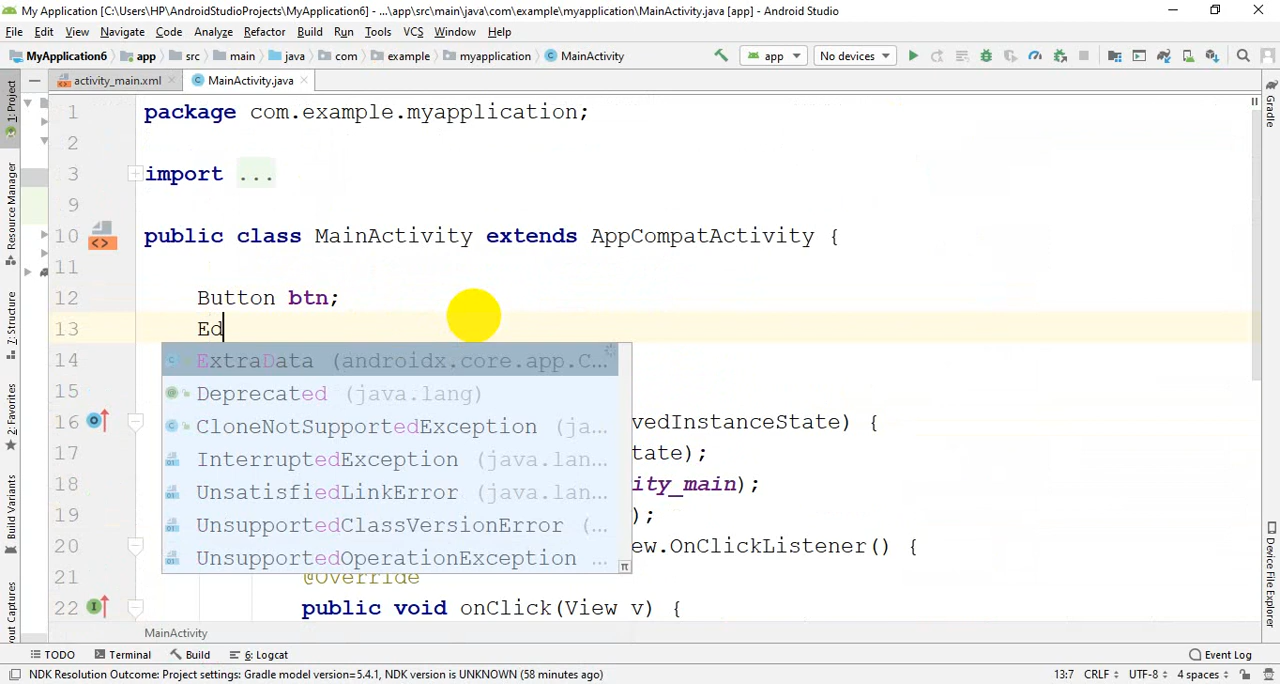 My Application [C:\Users\HP\AndroidStudioProjects\MyApplication6] - ...\app\src\main\java\com\example\myapplication\MainActivity.java [app] - Android Studio
File Edit View Navigate Code Analyze Refactor Build Run Tools VCS Window Help
MyApplication6 app src main java com example myapplication MainActivity app No devices
activity_main.xml MainActivity.java
1 package com.example.myapplication;
2
3 import ...
9
10 public class MainActivity extends AppCompatActivity {
11
12 Button btn;
13 Ed
14 ExtraData (androidx.core.app.C...
15 Deprecated (java.lang)
16 CloneNotSupportedException (ja... vedInstanceState) {
17 InterruptedException (java.lan... tate);
18 UnsatisfiedLinkError (java.lan... ity_main);
19 UnsupportedClassVersionError (... );
20 UnsupportedOperationException ... ew.OnClickListener() {
21 @Override
22 public void onClick(View v) {
MainActivity
TODO Terminal Build 6: Logcat Event Log
NDK Resolution Outcome: Project settings: Gradle model version=5.4.1, NDK version is UNKNOWN (58 minutes ago) 13:7 CRLF UTF-8 4 spaces
1: Project
Resource Manager
7: Structure
2: Favorites
Build Variants
yout Captures
Gradle
Device File Explorer